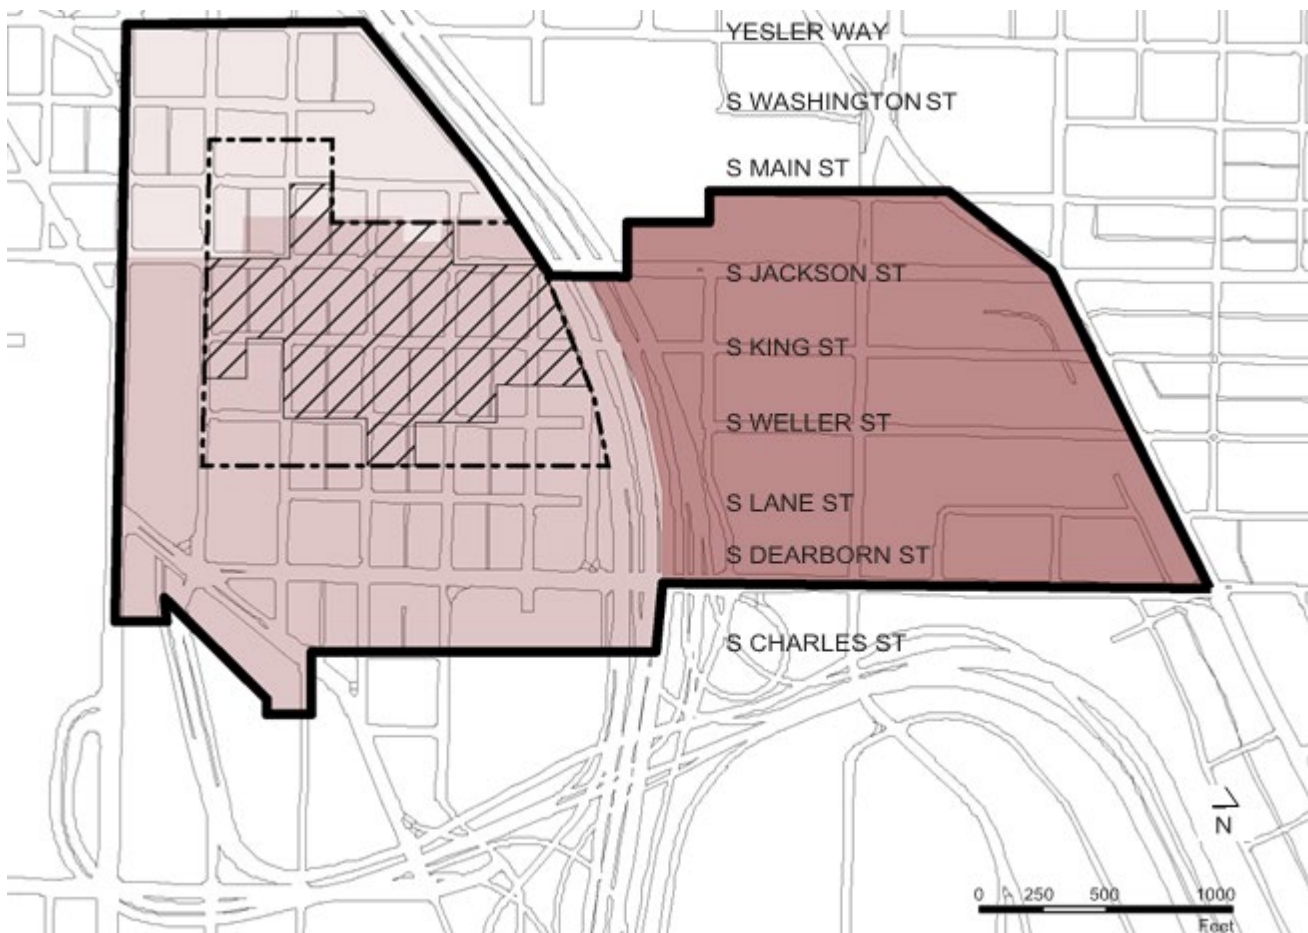 YESLER WAY
S WASHINGTON ST
S MAIN ST
S JACKSON ST
S KING ST
S WELLER ST
S LANE ST
S DEARBORN ST
S CHARLES ST
N
0 250 500 1000
Feet